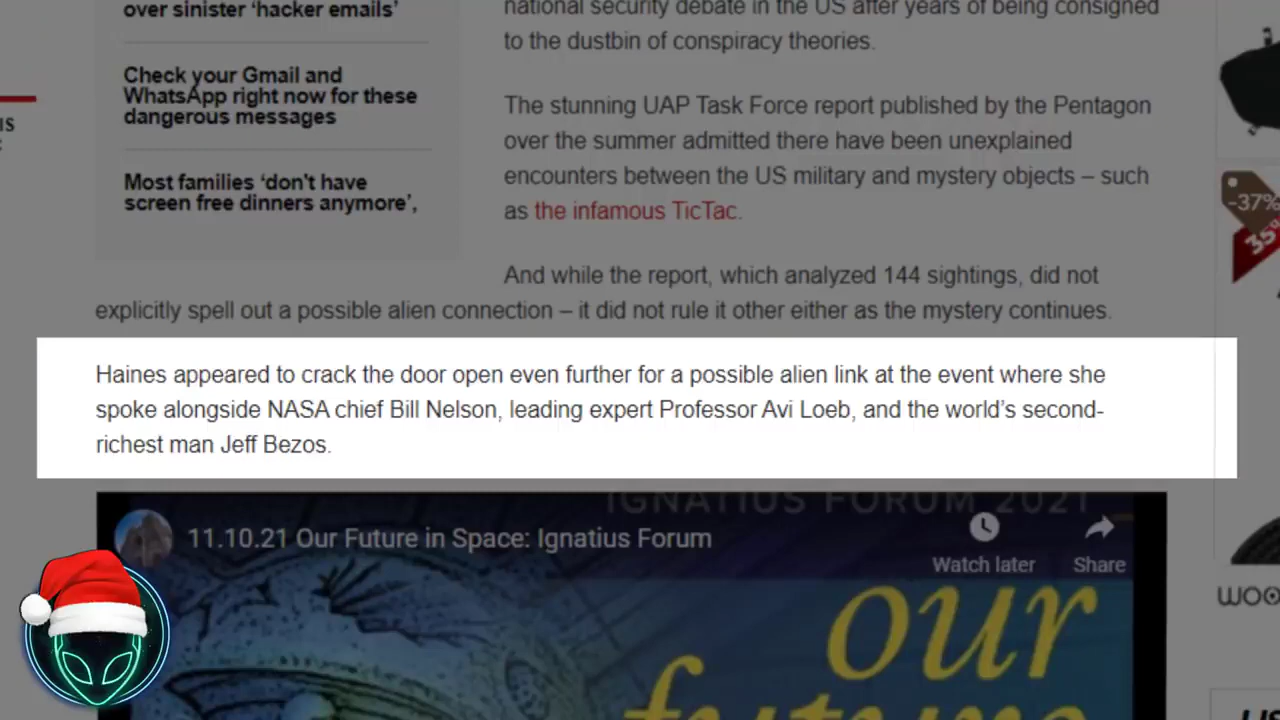 over sinister ‘hacker emails’
Check your Gmail and
WhatsApp right now for these
dangerous messages
Most families ‘don't have
screen free dinners anymore’,
national security debate in the US after years of being consigned
to the dustbin of conspiracy theories.
The stunning UAP Task Force report published by the Pentagon
over the summer admitted there have been unexplained
encounters between the US military and mystery objects – such
as the infamous TicTac.
And while the report, which analyzed 144 sightings, did not
explicitly spell out a possible alien connection – it did not rule it other either as the mystery continues.
Haines appeared to crack the door open even further for a possible alien link at the event where she
spoke alongside NASA chief Bill Nelson, leading expert Professor Avi Loeb, and the world’s second-
richest man Jeff Bezos.
IGNATIUS FORUM 2021
11.10.21 Our Future in Space: Ignatius Forum
Watch later
Share
our
future
-37%
35